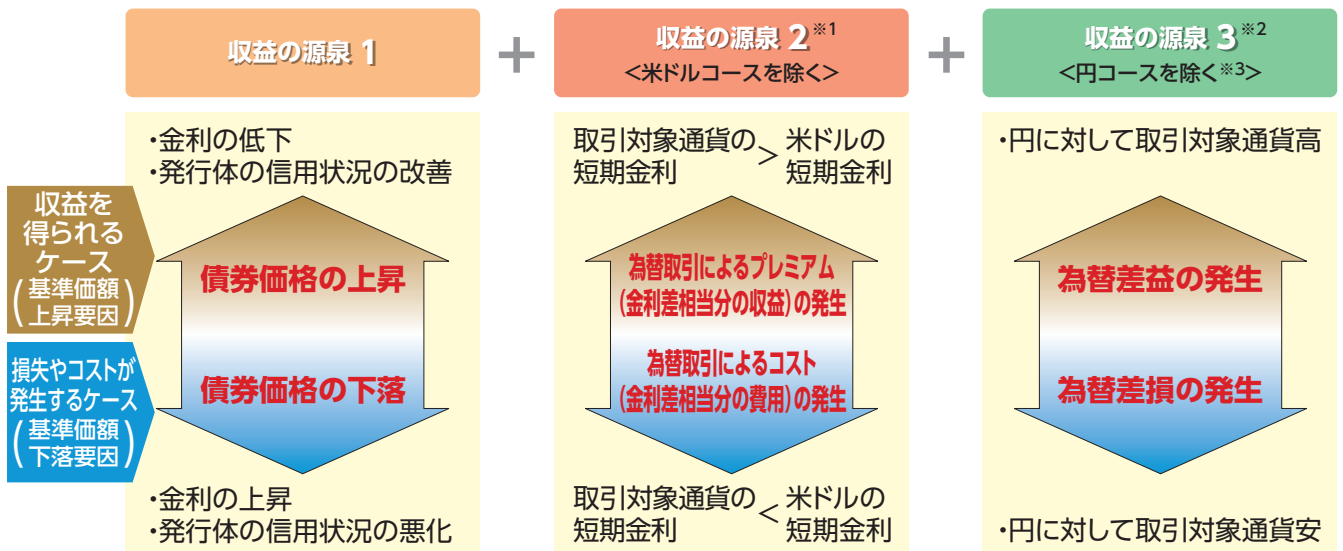 収益の源泉 1
+
収益の源泉 2※1
<米ドルコースを除く>
+
収益の源泉 3※2
<円コースを除く※3>
・金利の低下
・発行体の信用状況の改善
取引対象通貨の
短期金利
>
米ドルの
短期金利
・円に対して取引対象通貨高
収益を
得られる
ケース
(基準価額
上昇要因)
債券価格の上昇
為替取引によるプレミアム
(金利差相当分の収益)の発生
為替差益の発生
損失やコストが
発生するケース
(基準価額
下落要因)
債券価格の下落
為替取引によるコスト
(金利差相当分の費用)の発生
為替差損の発生
・金利の上昇
・発行体の信用状況の悪化
取引対象通貨の
短期金利
<
米ドルの
短期金利
・円に対して取引対象通貨安